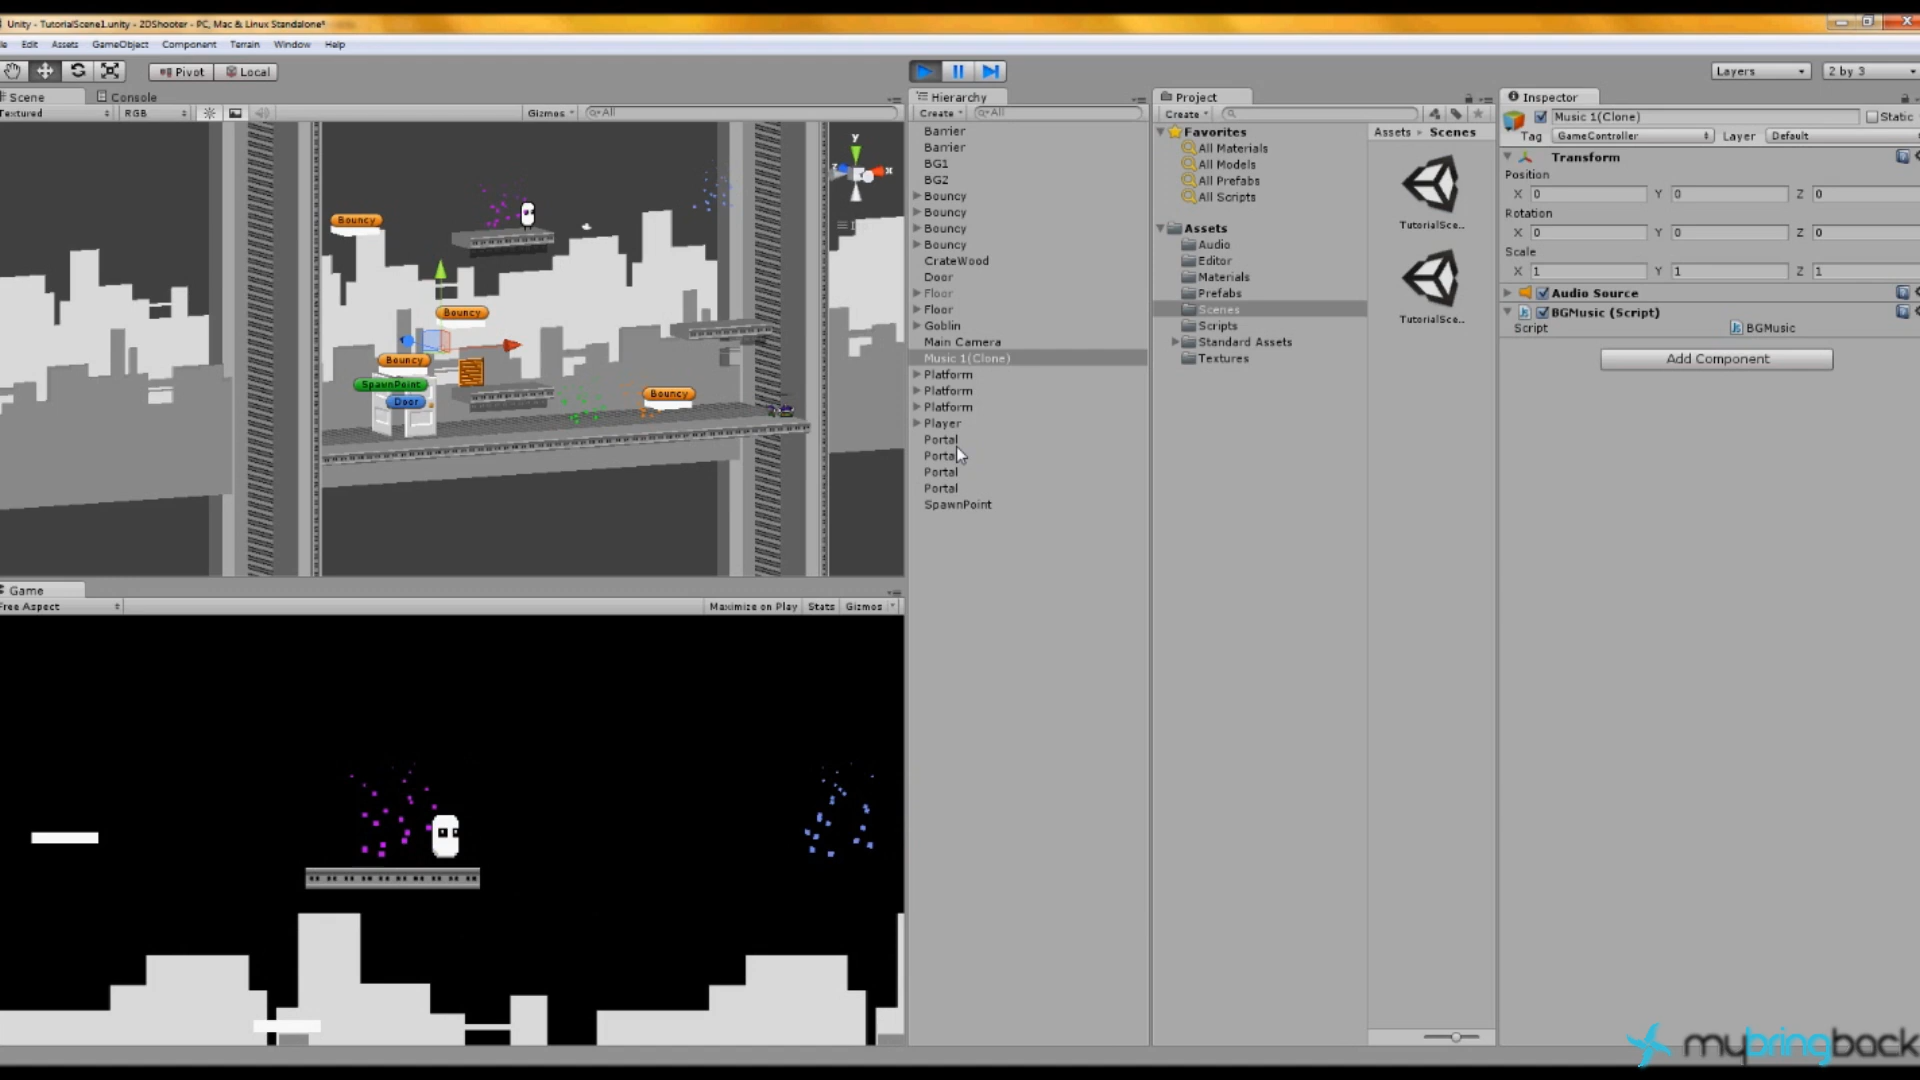 Unity - TutorialScene1.unity - 2DShooter - PC, Mac & Linux Standalone*
Edit Assets GameObject Component Terrain Window Help
Pivot Local Layers 2 by 3
Scene Console
Textured RGB Gizmos All
Bouncy
Bouncy
Bouncy
SpawnPoint
Door
Bouncy
y
x
z
Game
Free Aspect Maximize on Play Stats Gizmos
Hierarchy
Create All
Barrier
Barrier
BG1
BG2
Bouncy
Bouncy
Bouncy
Bouncy
CrateWood
Door
Floor
Floor
Goblin
Main Camera
Music 1(Clone)
Platform
Platform
Platform
Player
Portal
Portal
Portal
Portal
SpawnPoint
Project
Create
Favorites
All Materials
All Models
All Prefabs
All Scripts
Assets
Audio
Editor
Materials
Prefabs
Scenes
Scripts
Standard Assets
Textures
Assets Scenes
TutorialSce..
TutorialSce..
Inspector
Music 1(Clone) Static
Tag GameController Layer Default
Transform
Position
X 0 Y 0 Z 0
Rotation
X 0 Y 0 Z 0
Scale
X 1 Y 1 Z 1
Audio Source
BGMusic (Script)
Script BGMusic
Add Component
mybringback